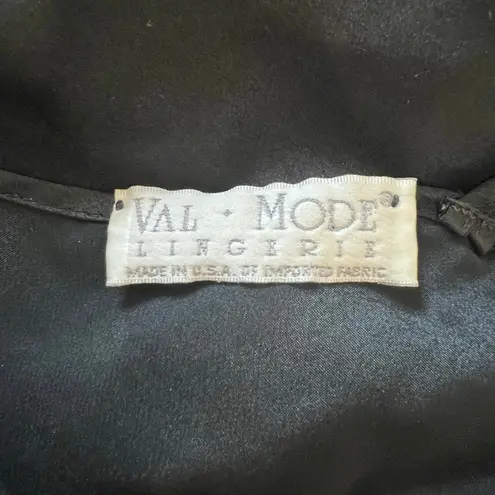 VAL · MODE®
LINGERIE
MADE IN U.S.A. OF IMPORTED FABRIC